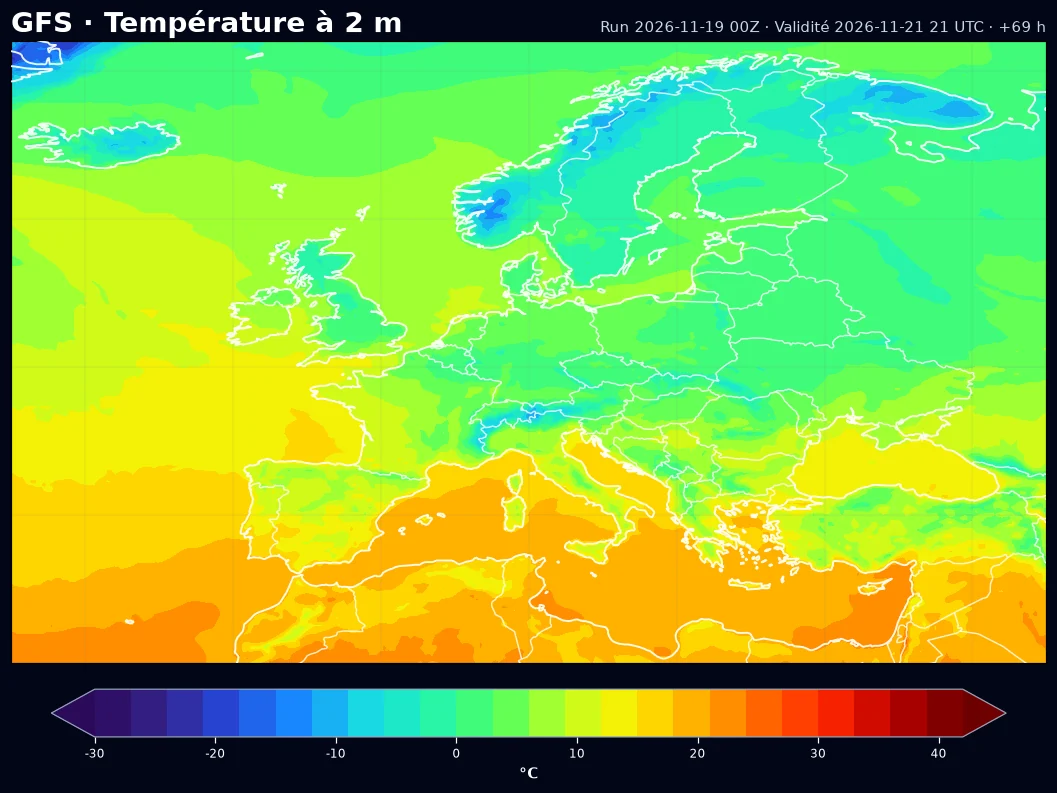 GFS · Température à 2 m
Run 2026-11-19 00Z · Validité 2026-11-21 21 UTC · +69 h
-30 -20 -10 0 10 20 30 40
°C